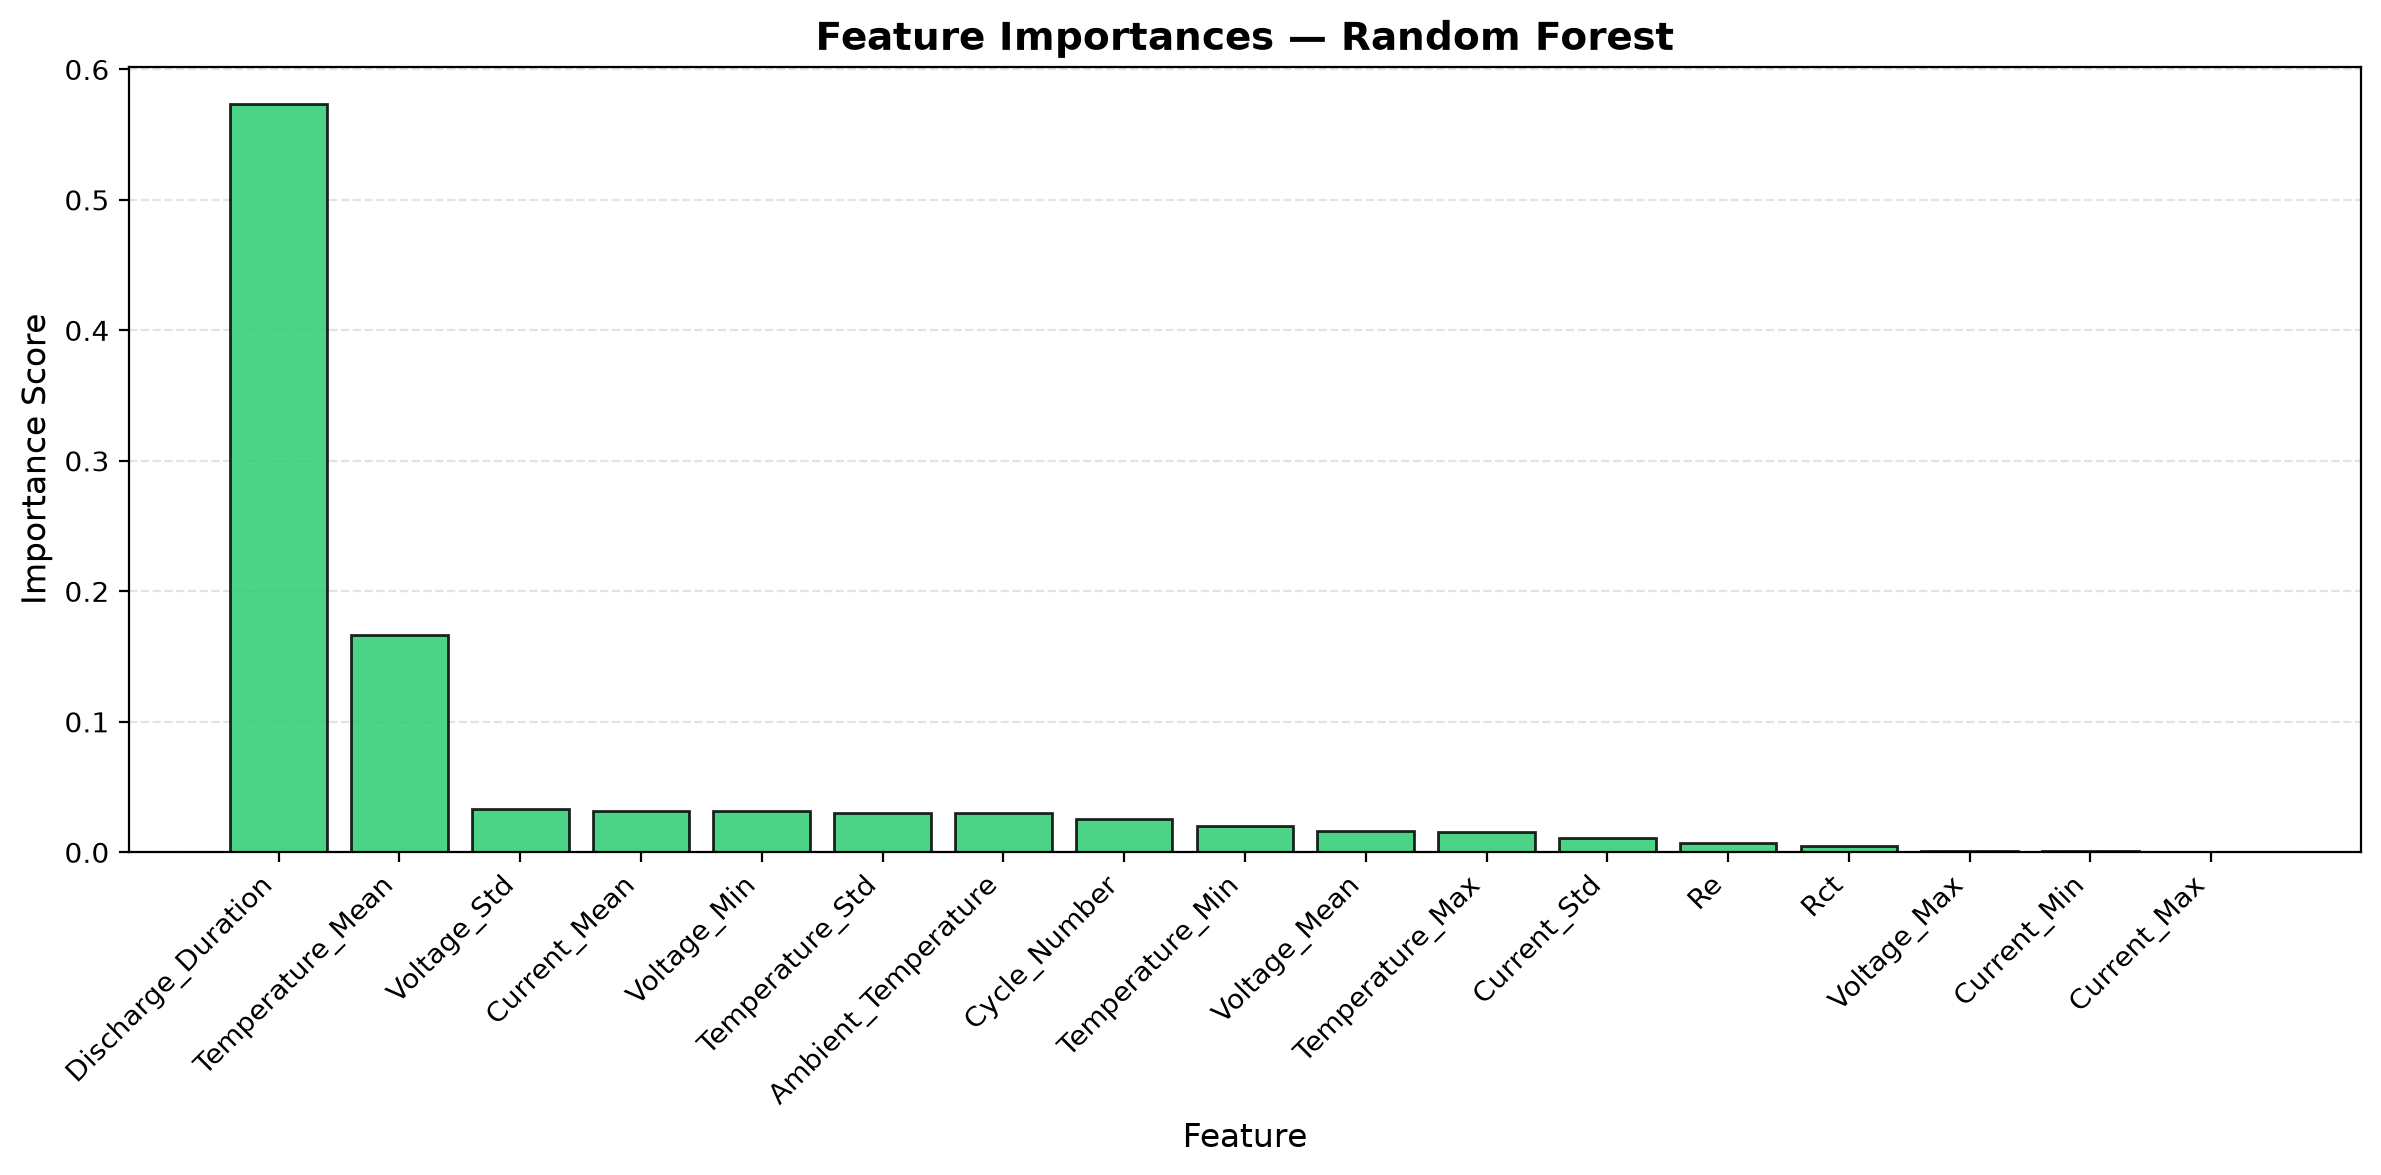 Feature Importances — Random Forest
Importance Score
0.6
0.5
0.4
0.3
0.2
0.1
0.0
Discharge_Duration
Temperature_Mean
Voltage_Std
Current_Mean
Voltage_Min
Temperature_Std
Ambient_Temperature
Cycle_Number
Temperature_Min
Voltage_Mean
Temperature_Max
Current_Std
Re
Rct
Voltage_Max
Current_Min
Current_Max
Feature